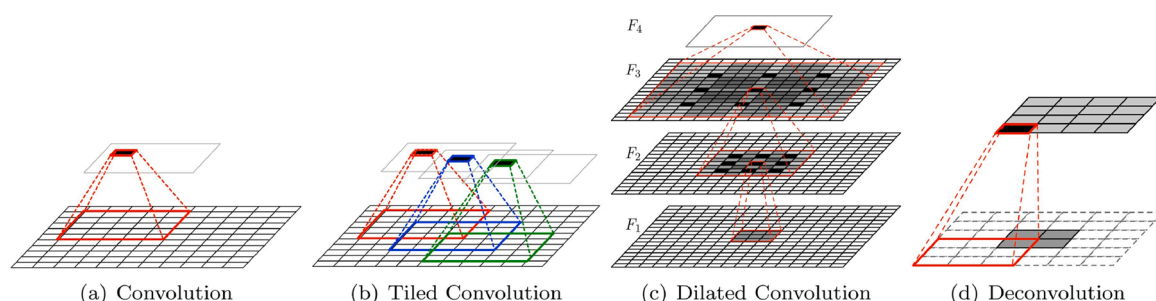 F4
F3
F2
F1
(a) Convolution
(b) Tiled Convolution
(c) Dilated Convolution
(d) Deconvolution